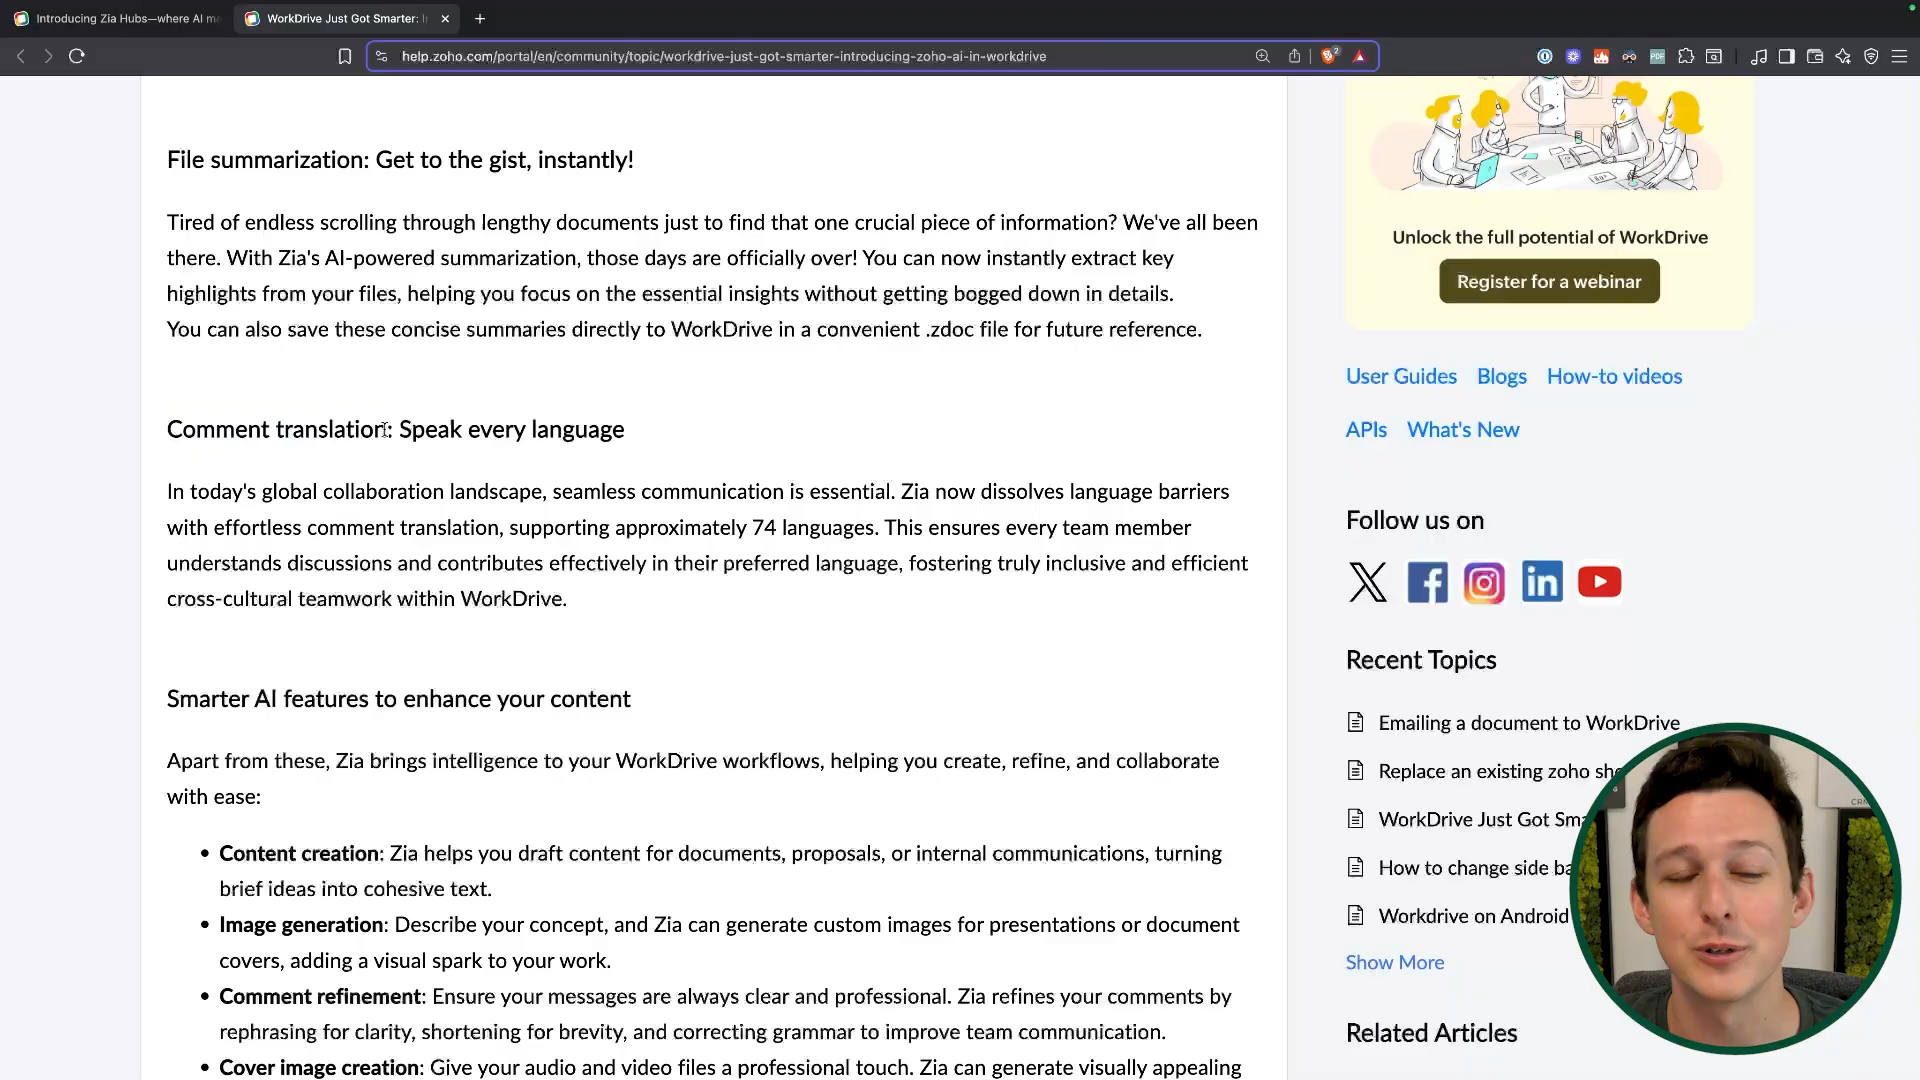 Introducing Zia Hubs—where AI m
WorkDrive Just Got Smarter: I
help.zoho.com/portal/en/community/topic/workdrive-just-got-smarter-introducing-zoho-ai-in-workdrive
2
PDF
File summarization: Get to the gist, instantly!
Tired of endless scrolling through lengthy documents just to find that one crucial piece of information? We've all been
there. With Zia's AI-powered summarization, those days are officially over! You can now instantly extract key
highlights from your files, helping you focus on the essential insights without getting bogged down in details.
You can also save these concise summaries directly to WorkDrive in a convenient .zdoc file for future reference.
Comment translation: Speak every language
In today's global collaboration landscape, seamless communication is essential. Zia now dissolves language barriers
with effortless comment translation, supporting approximately 74 languages. This ensures every team member
understands discussions and contributes effectively in their preferred language, fostering truly inclusive and efficient
cross-cultural teamwork within WorkDrive.
Smarter AI features to enhance your content
Apart from these, Zia brings intelligence to your WorkDrive workflows, helping you create, refine, and collaborate
with ease:
• Content creation: Zia helps you draft content for documents, proposals, or internal communications, turning
brief ideas into cohesive text.
• Image generation: Describe your concept, and Zia can generate custom images for presentations or document
covers, adding a visual spark to your work.
• Comment refinement: Ensure your messages are always clear and professional. Zia refines your comments by
rephrasing for clarity, shortening for brevity, and correcting grammar to improve team communication.
• Cover image creation: Give your audio and video files a professional touch. Zia can generate visually appealing
Unlock the full potential of WorkDrive
Register for a webinar
User Guides Blogs How-to videos
APIs What's New
Follow us on
Recent Topics
Emailing a document to WorkDrive
Replace an existing zoho she
WorkDrive Just Got Sma
How to change side ba
Workdrive on Android
Show More
Related Articles
CRM